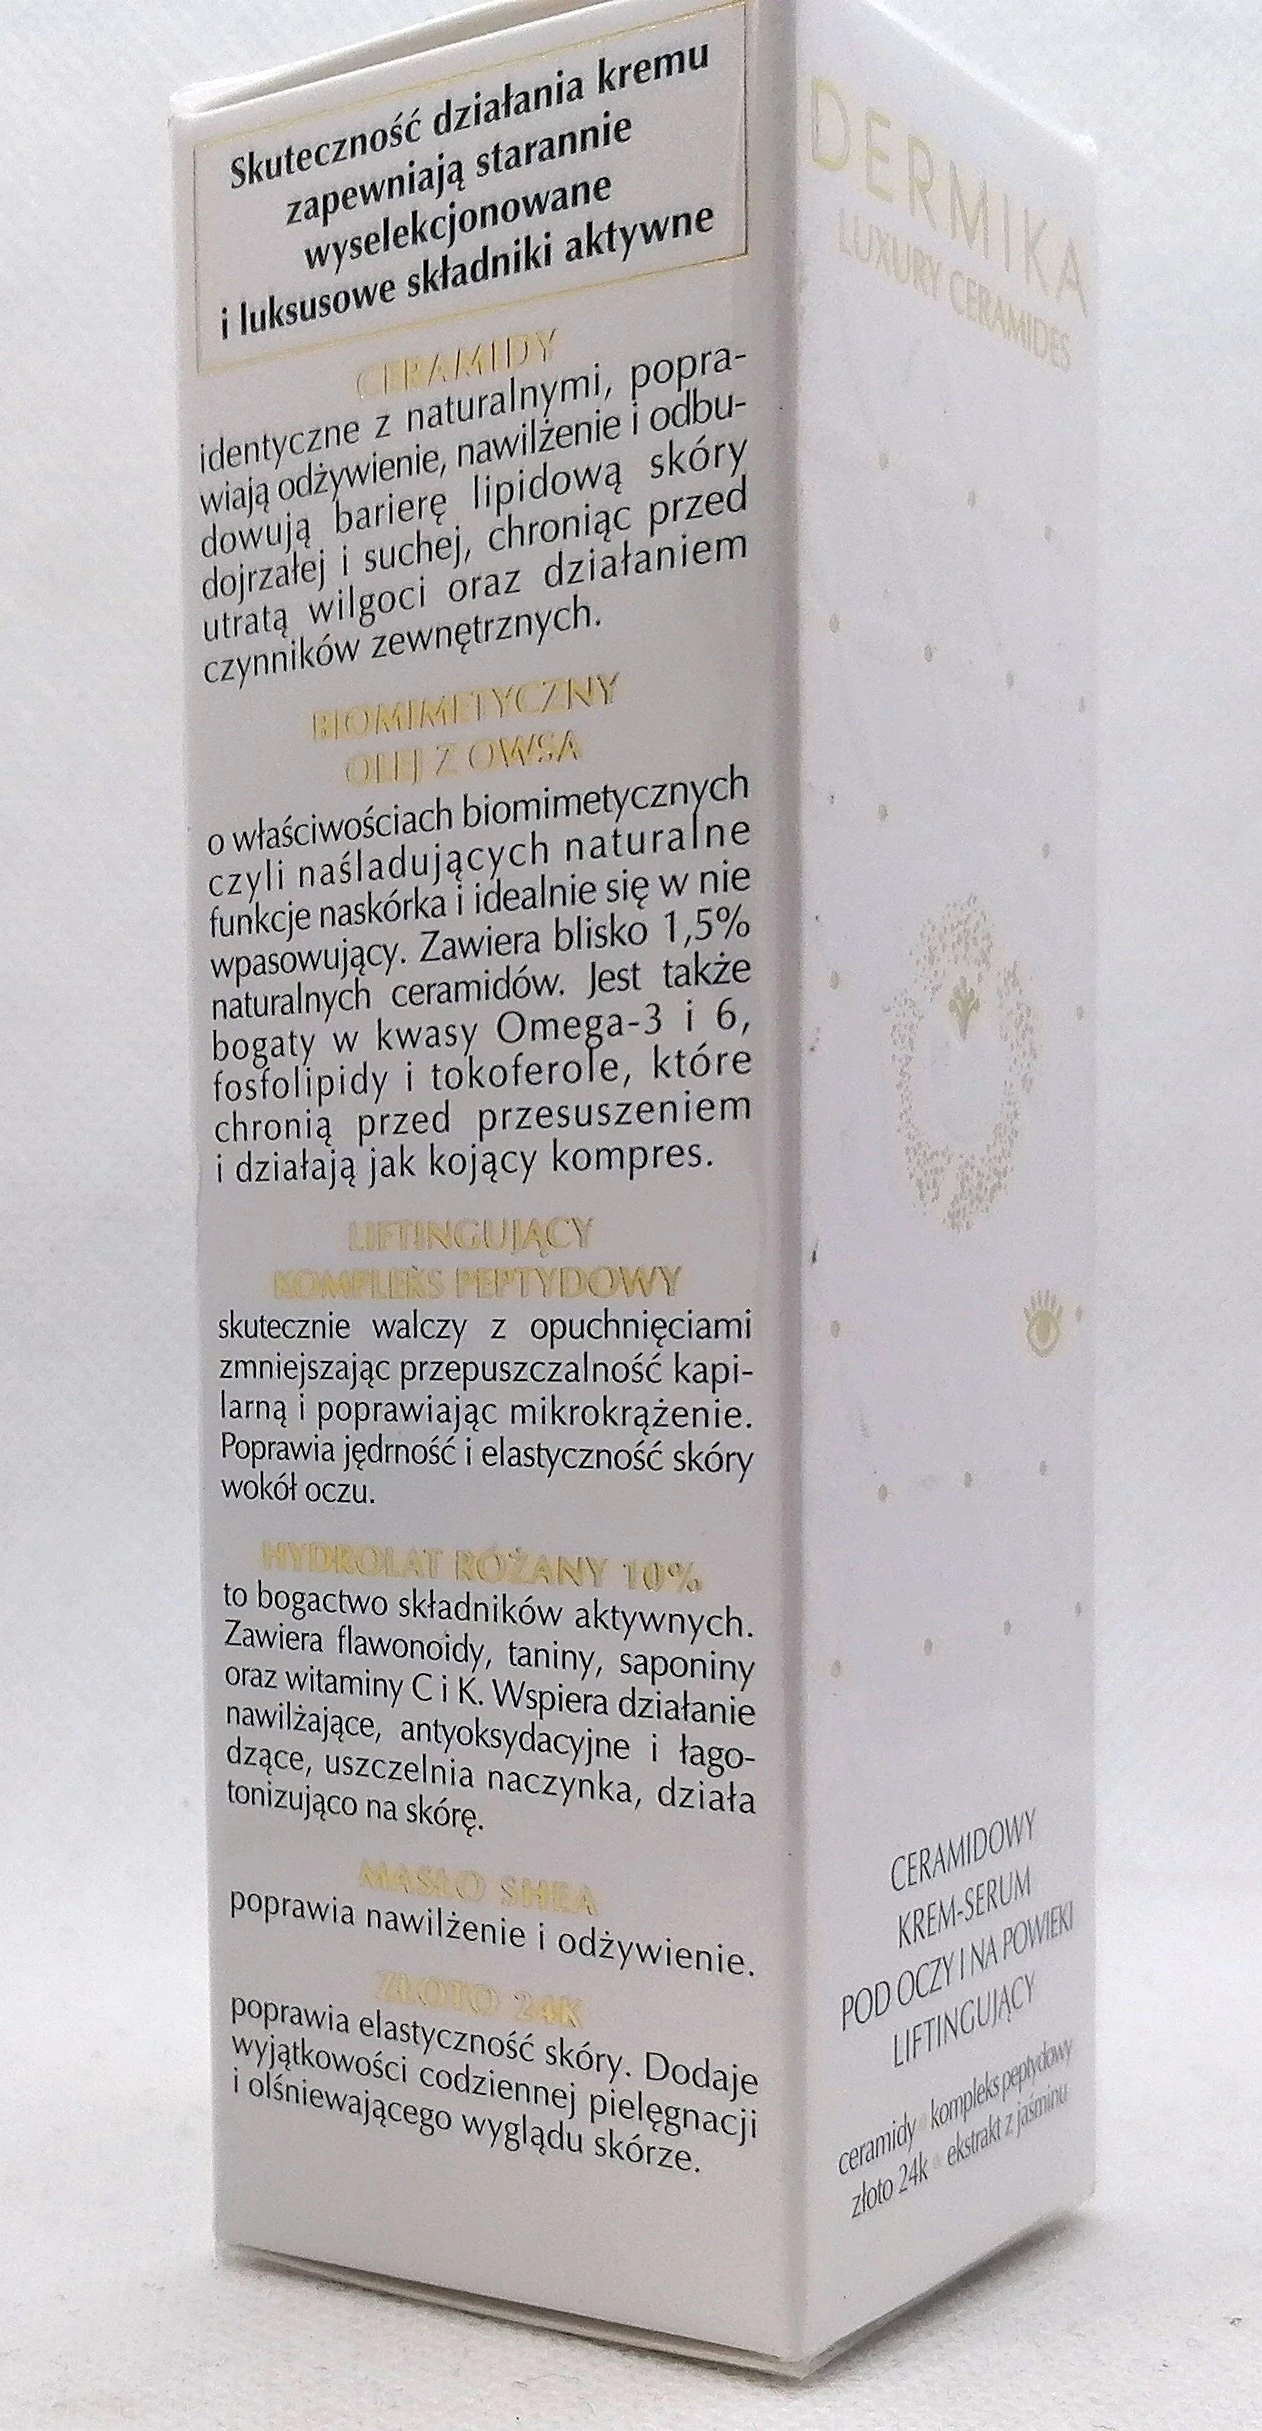 Skuteczność działania kremu
zapewniają starannie
wyselekcjonowane
i luksusowe składniki aktywne
CERAMIDY
identyczne z naturalnymi, popra-
wiają odżywienie, nawilżenie i odbu-
dowują barierę lipidową skóry
dojrzałej i suchej, chroniąc przed
utratą wilgoci oraz działaniem
czynników zewnętrznych.
BIOMIMETYCZNY
OLEJ Z OWSA
o właściwościach biomimetycznych
czyli naśladujących naturalne
funkcje naskórka i idealnie się w nie
wpasowujący. Zawiera blisko 1,5%
naturalnych ceramidów. Jest także
bogaty w kwasy Omega-3 i 6,
fosfolipidy i tokoferole, które
chronią przed przesuszeniem
i działają jak kojący kompres.
LIFTINGUJĄCY
KOMPLEKS PEPTYDOWY
skutecznie walczy z opuchnięciami
zmniejszając przepuszczalność kapi-
larną i poprawiając mikrokrążenie.
Poprawia jędrność i elastyczność skóry
wokół oczu.
HYDROLAT RÓŻANY 10%
to bogactwo składników aktywnych.
Zawiera flawonoidy, taniny, saponiny
oraz witaminy C i K. Wspiera działanie
nawilżające, antyoksydacyjne i łago-
dzące, uszczelnia naczynka, działa
tonizująco na skórę.
MASŁO SHEA
poprawia nawilżenie i odżywienie.
ZŁOTO 24K
poprawia elastyczność skóry. Dodaje
wyjątkowości codziennej pielęgnacji
i olśniewającego wyglądu skórze.
DERMIKA
LUXURY CERAMIDES
CERAMIDOWY
KREM-SERUM
POD OCZY I NA POWIEKI
LIFTINGUJĄCY
ceramidy • kompleks peptydowy
złoto 24k • ekstrakt z jaśminu